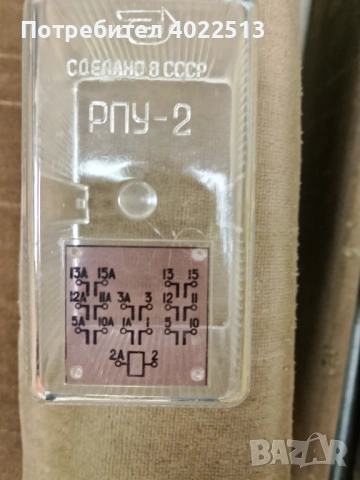 Потребител 4022513
СДЕЛАНО В СССР
РПУ-2
13А 15А 13 15
12А 11А 3А 3 12 11
5А 10А 1А 1 5 10
2А 2
BAZAR